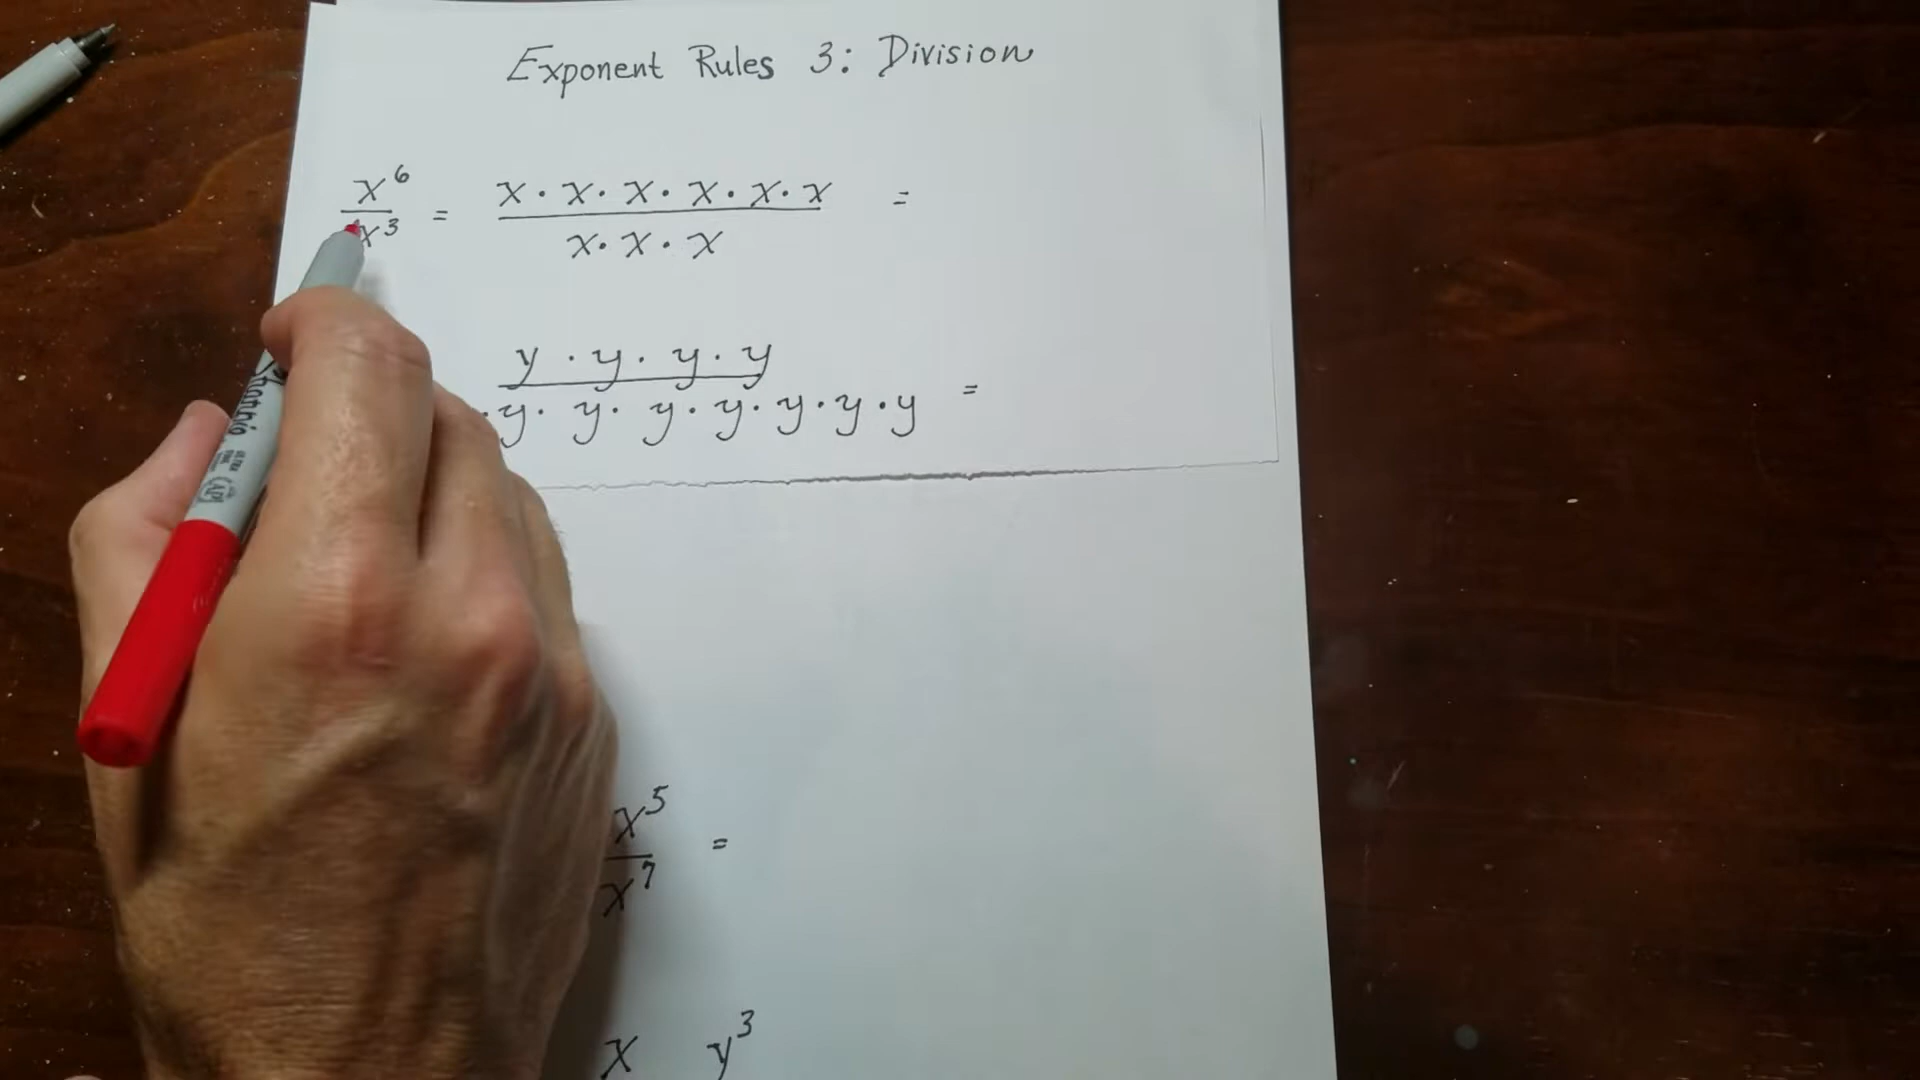 Exponent Rules 3: Division
x⁶/x³ = x · x · x · x · x · x / x · x · x =
y · y · y · y / · y · y · y · y · y · y · y =
x⁵/x⁷ =
x y³